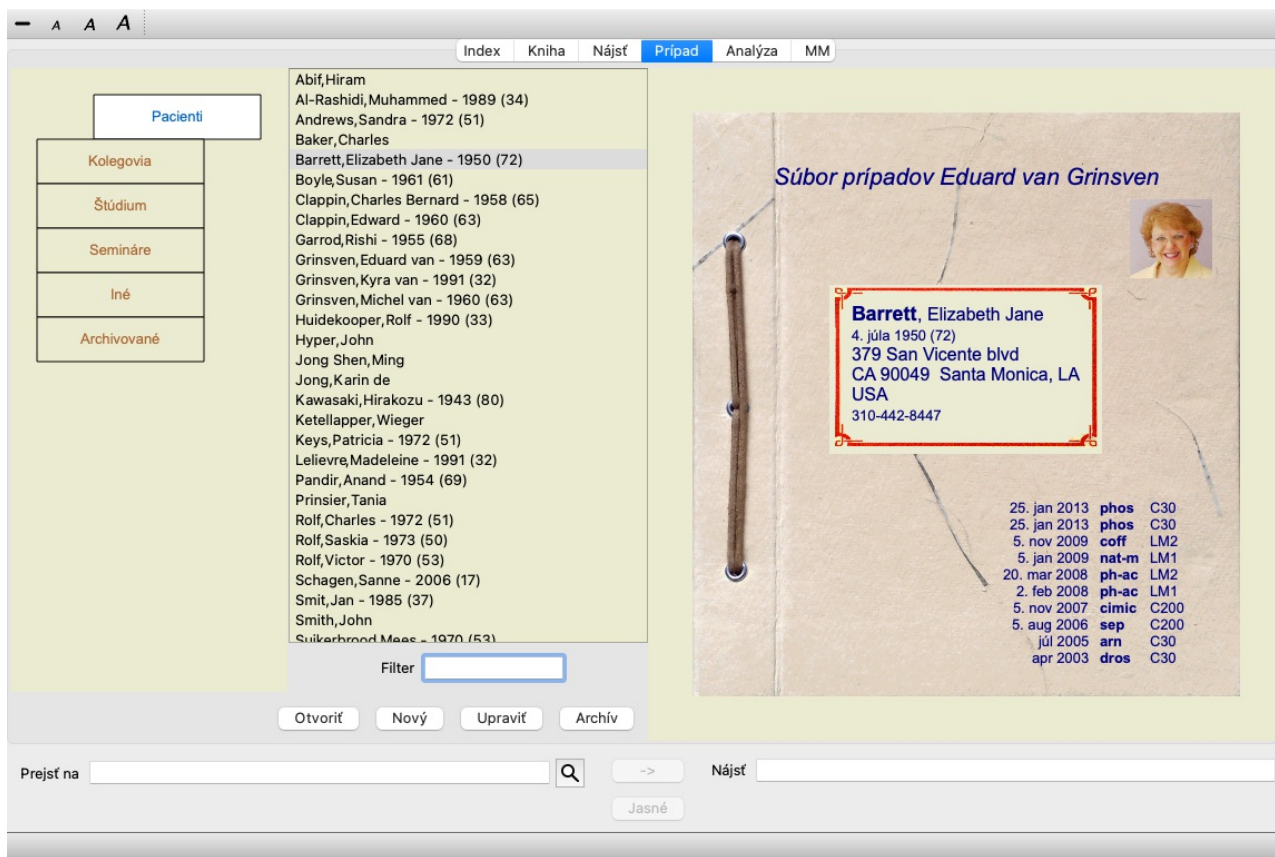 A A A
Index Kniha Nájsť Prípad Analýza MM
Pacienti
Kolegovia
Štúdium
Semináre
Iné
Archivované
Abif,Hiram
Al-Rashidi,Muhammed - 1989 (34)
Andrews,Sandra - 1972 (51)
Baker,Charles
Barrett,Elizabeth Jane - 1950 (72)
Boyle,Susan - 1961 (61)
Clappin,Charles Bernard - 1958 (65)
Clappin,Edward - 1960 (63)
Garrod,Rishi - 1955 (68)
Grinsven,Eduard van - 1959 (63)
Grinsven,Kyra van - 1991 (32)
Grinsven,Michel van - 1960 (63)
Huidekooper,Rolf - 1990 (33)
Hyper,John
Jong Shen,Ming
Jong,Karin de
Kawasaki,Hirakozu - 1943 (80)
Ketellapper,Wieger
Keys,Patricia - 1972 (51)
Lelievre,Madeleine - 1991 (32)
Pandir,Anand - 1954 (69)
Prinsier,Tania
Rolf,Charles - 1972 (51)
Rolf,Saskia - 1973 (50)
Rolf,Victor - 1970 (53)
Schagen,Sanne - 2006 (17)
Smit,Jan - 1985 (37)
Smith,John
Suikerbrood,Mees - 1970 (53)
Filter
Otvoriť Nový Upraviť Archív
Súbor prípadov Eduard van Grinsven
Barrett, Elizabeth Jane
4. júla 1950 (72)
379 San Vicente blvd
CA 90049 Santa Monica, LA
USA
310-442-8447
25. jan 2013 phos C30
25. jan 2013 phos C30
5. nov 2009 coff LM2
5. jan 2009 nat-m LM1
20. mar 2008 ph-ac LM2
2. feb 2008 ph-ac LM1
5. nov 2007 cimic C200
5. aug 2006 sep C200
júl 2005 arn C30
apr 2003 dros C30
Prejsť na -> Nájsť
Jasné